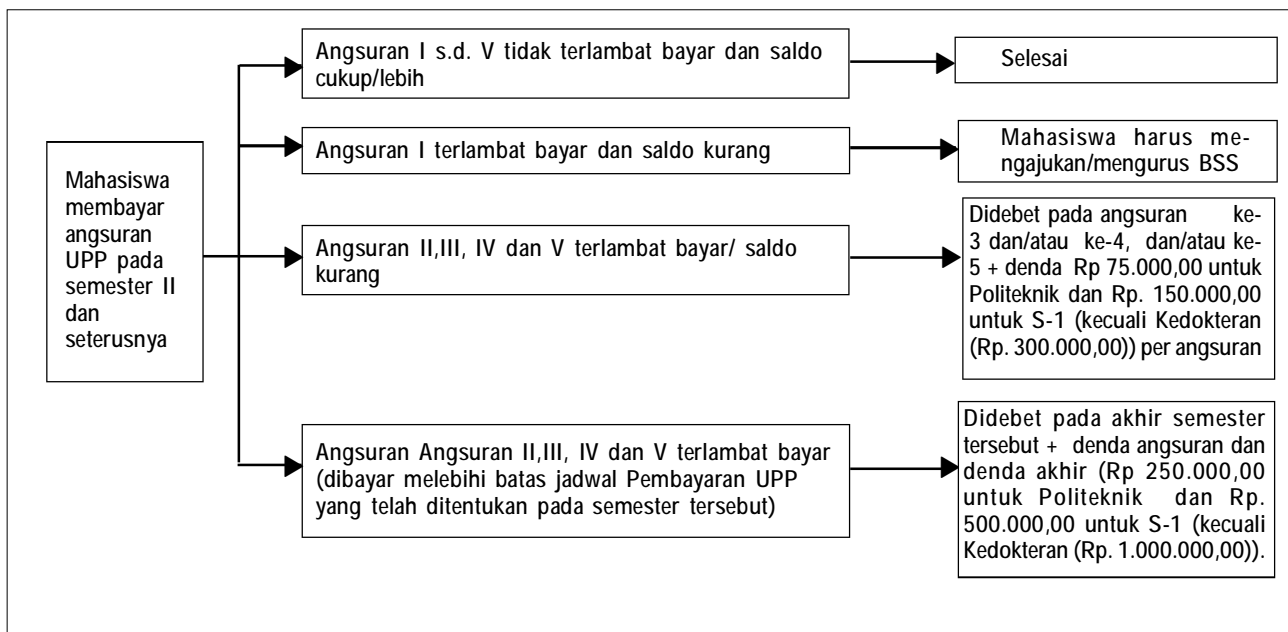 Mahasiswa
membayar
angsuran
UPP pada
semester II
dan
seterusnya
Angsuran I s.d. V tidak terlambat bayar dan saldo
cukup/lebih
Selesai
Angsuran I terlambat bayar dan saldo kurang
Mahasiswa harus me-
ngajukan/mengurus BSS
Angsuran II,III, IV dan V terlambat bayar/ saldo
kurang
Didebet pada angsuran ke-
3 dan/atau ke-4, dan/atau ke-
5 + denda Rp 75.000,00 untuk
Politeknik dan Rp. 150.000,00
untuk S-1 (kecuali Kedokteran
(Rp. 300.000,00)) per angsuran
Angsuran Angsuran II,III, IV dan V terlambat bayar
(dibayar melebihi batas jadwal Pembayaran UPP
yang telah ditentukan pada semester tersebut)
Didebet pada akhir semester
tersebut + denda angsuran dan
denda akhir (Rp 250.000,00
untuk Politeknik dan Rp.
500.000,00 untuk S-1 (kecuali
Kedokteran (Rp. 1.000.000,00)).